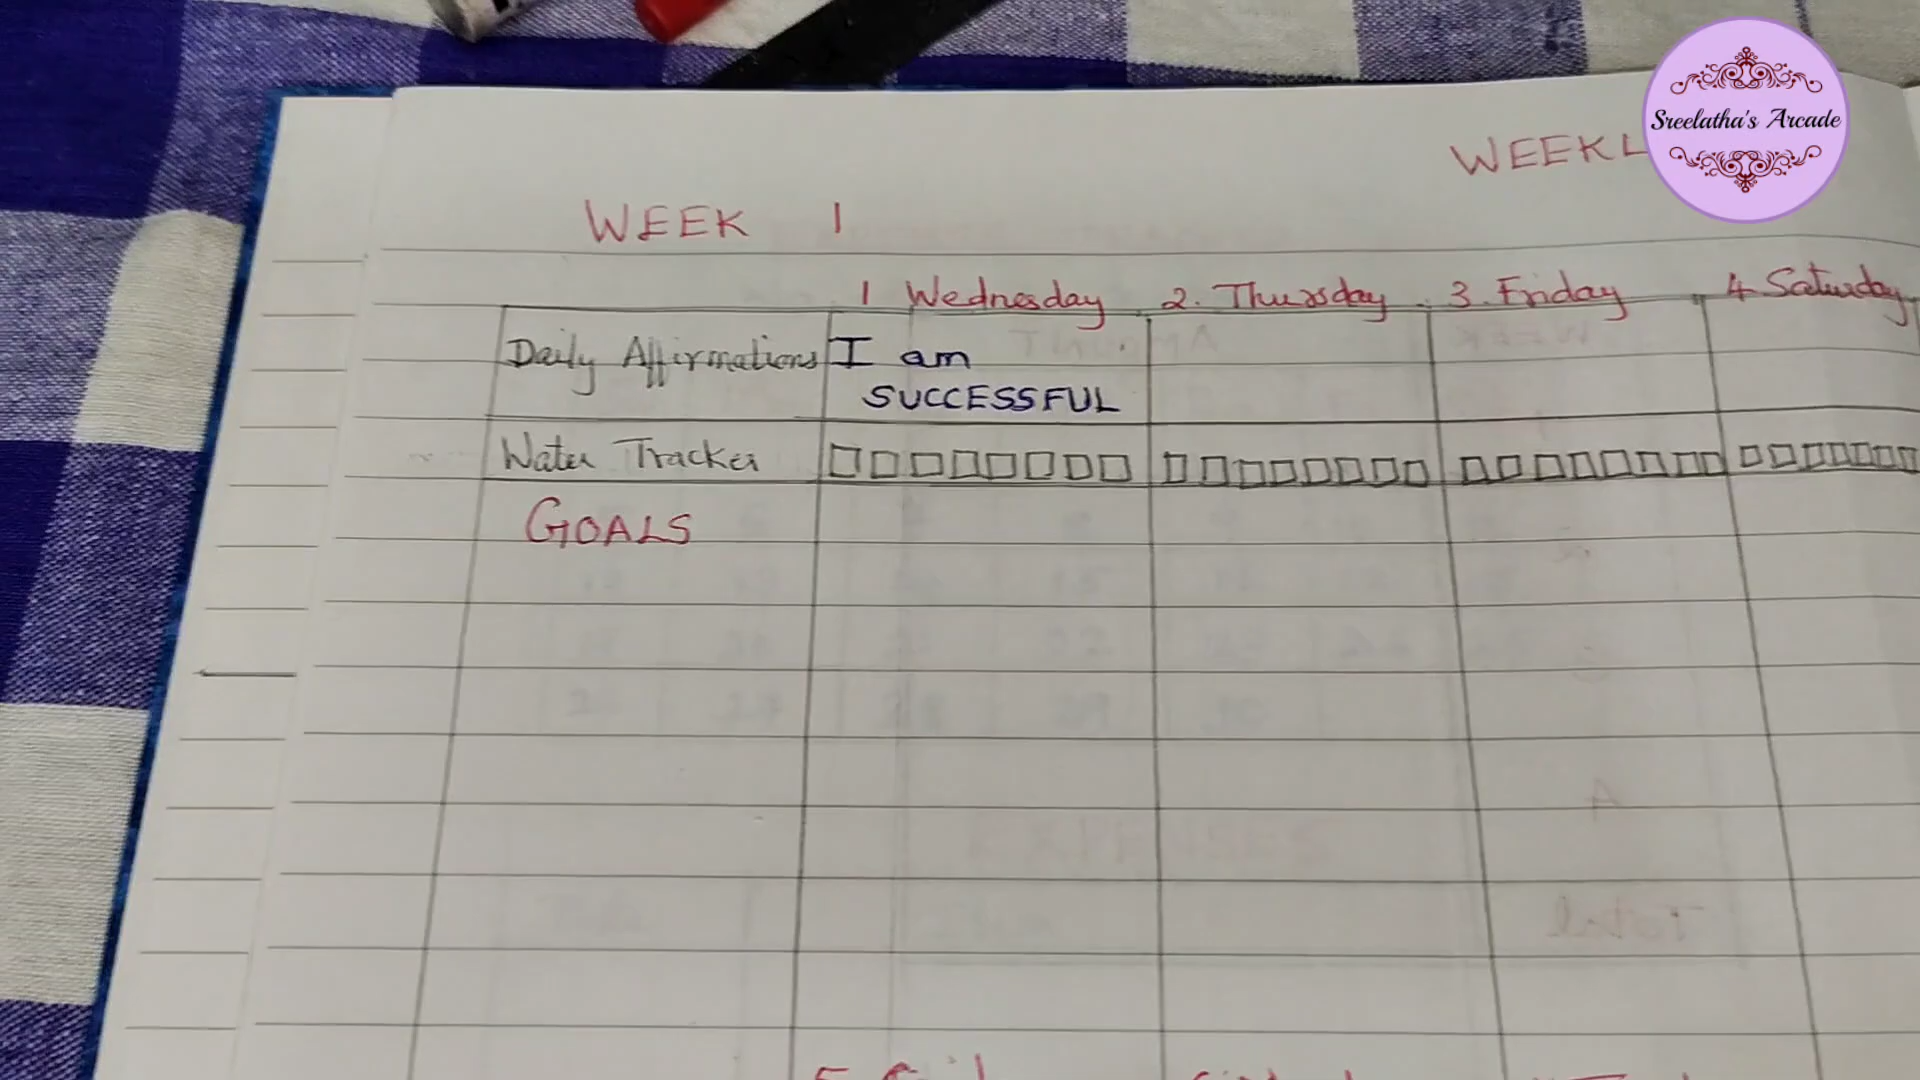 Sreelatha's Arcade
WEEKL
WEEK 1
1 Wednesday 2. Thursday 3. Friday 4 Saturday
Daily Affirmations I am
SUCCESSFUL
Water Tracker
GOALS